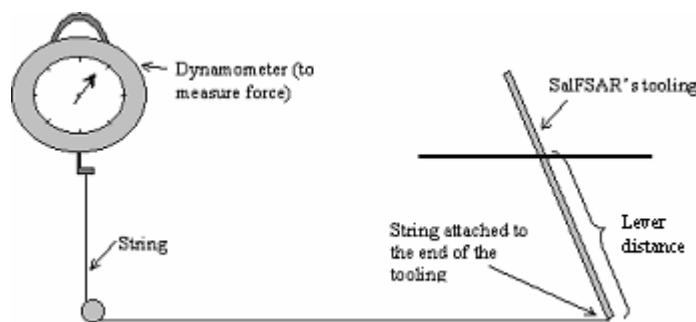 Dynamometer (to
measure force)
SalFSAR's tooling
String attached to
the end of the
tooling
Lever
distance
String